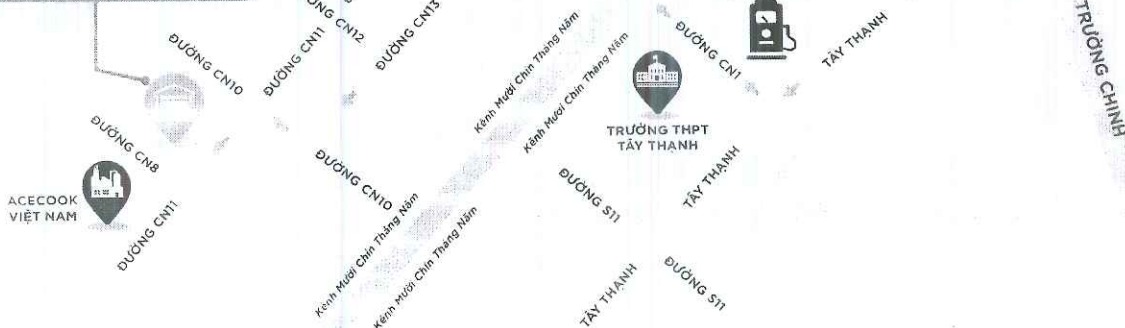 ĐƯỜNG CN12
ĐƯỜNG CN13
ĐƯỜNG CN10
ĐƯỜNG CN11
Kênh Mười Chín Tháng Năm
Kênh Mười Chín Tháng Năm
ĐƯỜNG CN1
TÂY THẠNH
TRƯỜNG CHINH
TRƯỜNG THPT
TÂY THẠNH
ĐƯỜNG CN8
ACECOOK
VIỆT NAM
ĐƯỜNG CN11
ĐƯỜNG CN10
Kênh Mười Chín Tháng Năm
Kênh Mười Chín Tháng Năm
ĐƯỜNG S11
TÂY THẠNH
TÂY THẠNH
ĐƯỜNG S11